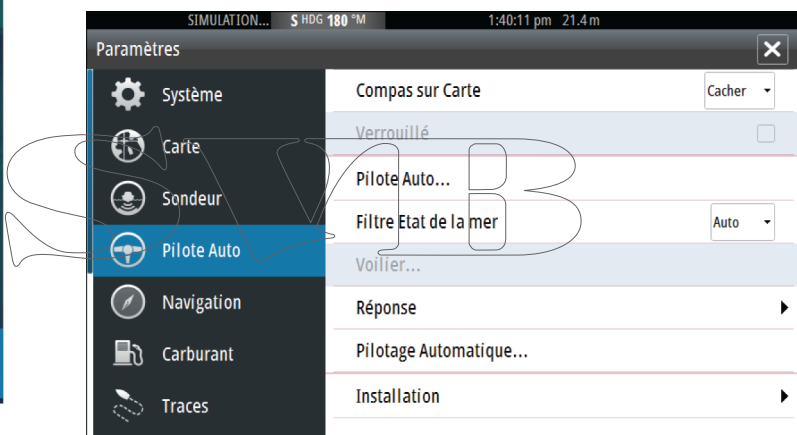 SIMULATION... S HDG 180 °M 1:40:11 pm 21.4 m
Paramètres
Système
Carte
Sondeur
Pilote Auto
Navigation
Carburant
Traces
Compas sur Carte Cacher
Verrouillé
Pilote Auto...
Filtre Etat de la mer Auto
Voilier...
Réponse
Pilotage Automatique...
Installation
SVB